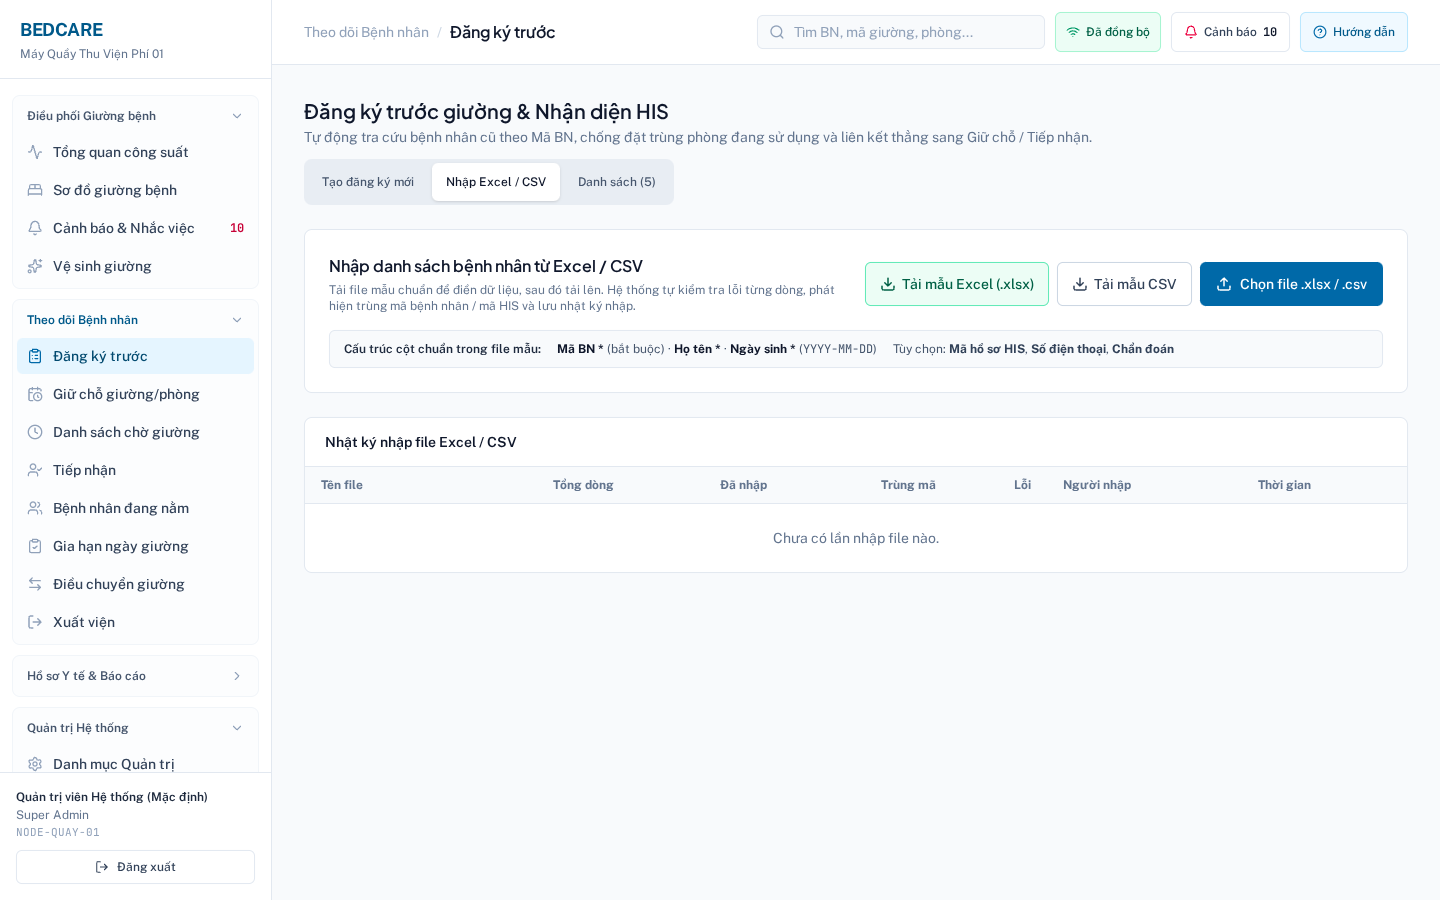 BEDCARE
Máy Quầy Thu Viện Phí 01
Điều phối Giường bệnh
Tổng quan công suất
Sơ đồ giường bệnh
Cảnh báo & Nhắc việc 10
Vệ sinh giường
Theo dõi Bệnh nhân
Đăng ký trước
Giữ chỗ giường/phòng
Danh sách chờ giường
Tiếp nhận
Bệnh nhân đang nằm
Gia hạn ngày giường
Điều chuyển giường
Xuất viện
Hồ sơ Y tế & Báo cáo
Quản trị Hệ thống
Danh mục Quản trị
Quản trị viên Hệ thống (Mặc định)
Super Admin
NODE-QUAY-01
Đăng xuất
Theo dõi Bệnh nhân / Đăng ký trước
Tìm BN, mã giường, phòng...
Đã đồng bộ
Cảnh báo 10
Hướng dẫn
Đăng ký trước giường & Nhận diện HIS
Tự động tra cứu bệnh nhân cũ theo Mã BN, chống đặt trùng phòng đang sử dụng và liên kết thẳng sang Giữ chỗ / Tiếp nhận.
Tạo đăng ký mới
Nhập Excel / CSV
Danh sách (5)
Nhập danh sách bệnh nhân từ Excel / CSV
Tải file mẫu chuẩn để điền dữ liệu, sau đó tải lên. Hệ thống tự kiểm tra lỗi từng dòng, phát
hiện trùng mã bệnh nhân / mã HIS và lưu nhật ký nhập.
Tải mẫu Excel (.xlsx)
Tải mẫu CSV
Chọn file .xlsx / .csv
Cấu trúc cột chuẩn trong file mẫu: Mã BN * (bắt buộc) · Họ tên * · Ngày sinh * (YYYY-MM-DD) Tùy chọn: Mã hồ sơ HIS, Số điện thoại, Chẩn đoán
Nhật ký nhập file Excel / CSV
Tên file Tổng dòng Đã nhập Trùng mã Lỗi Người nhập Thời gian
Chưa có lần nhập file nào.